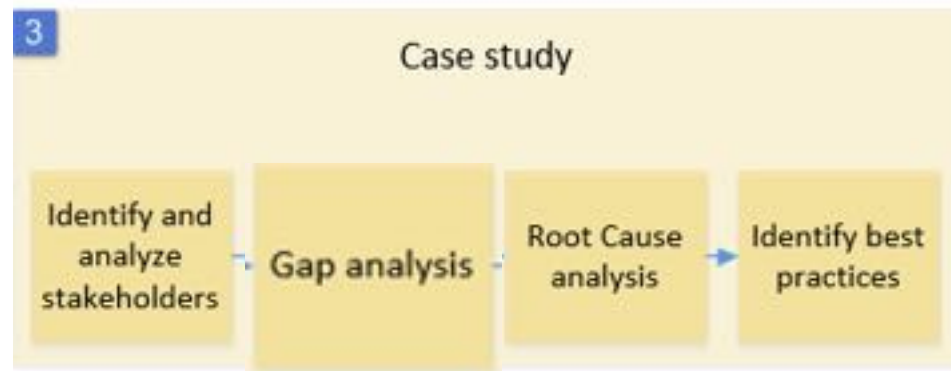 3
Case study
Identify and
analyze
stakeholders
Gap analysis
Root Cause
analysis
Identify best
practices